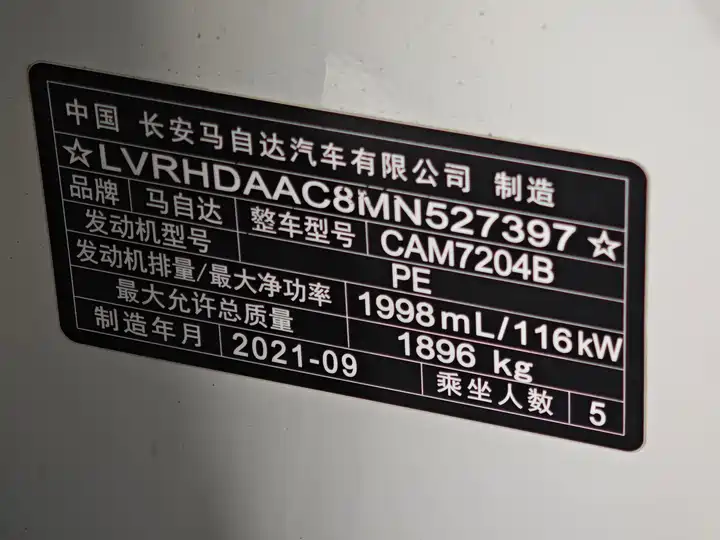 中国 长安马自达汽车有限公司 制造
☆LVRHDAAC8MN527397☆
品牌 马自达 整车型号 CAM7204B
发动机型号 PE
发动机排量/最大净功率 1998mL/116kW
最大允许总质量 1896 kg
制造年月 2021-09 乘坐人数 5